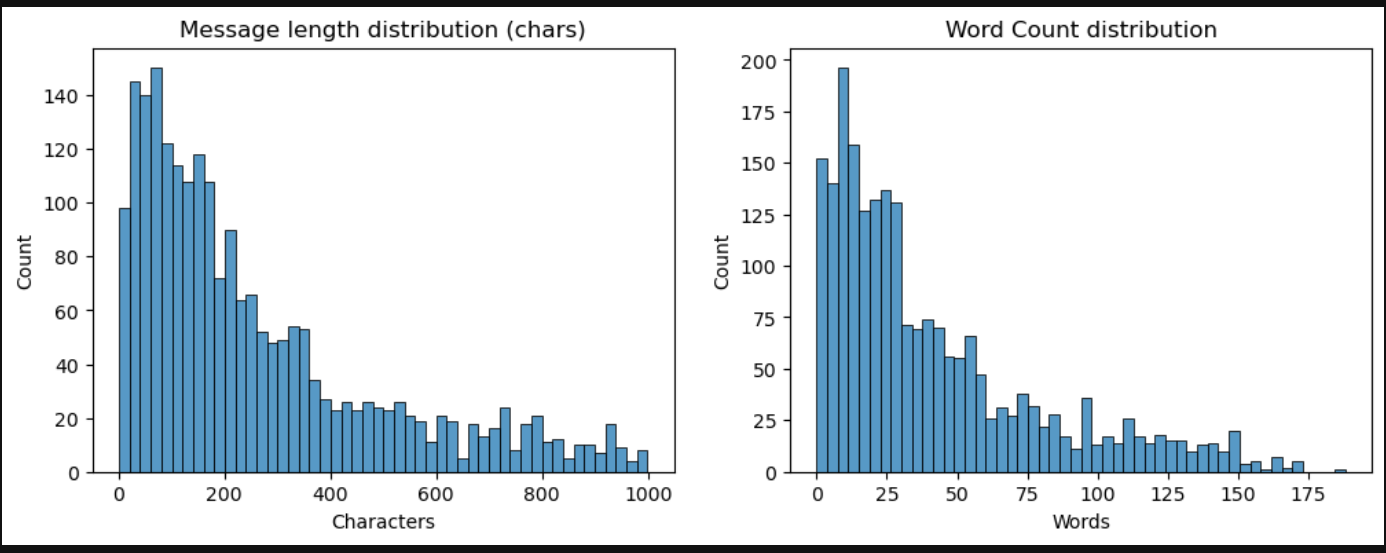 Message length distribution (chars)
140
120
100
80
60
40
20
0
Count
0 200 400 600 800 1000
Characters
Word Count distribution
200
175
150
125
100
75
50
25
0
Count
0 25 50 75 100 125 150 175
Words